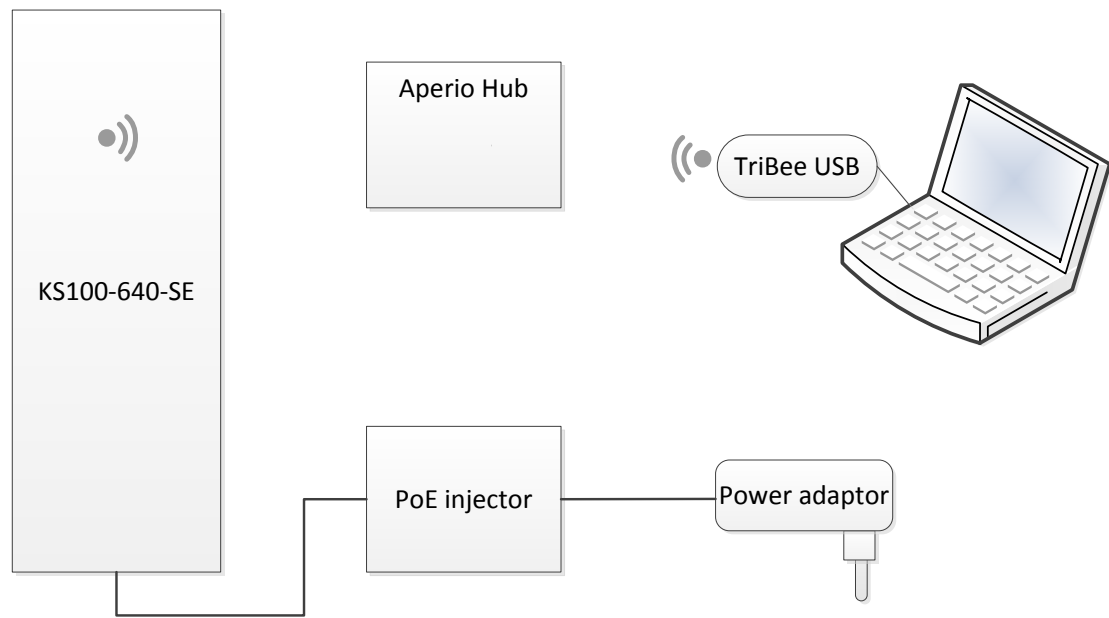 Aperio Hub
TriBee USB
KS100-640-SE
PoE injector
Power adaptor